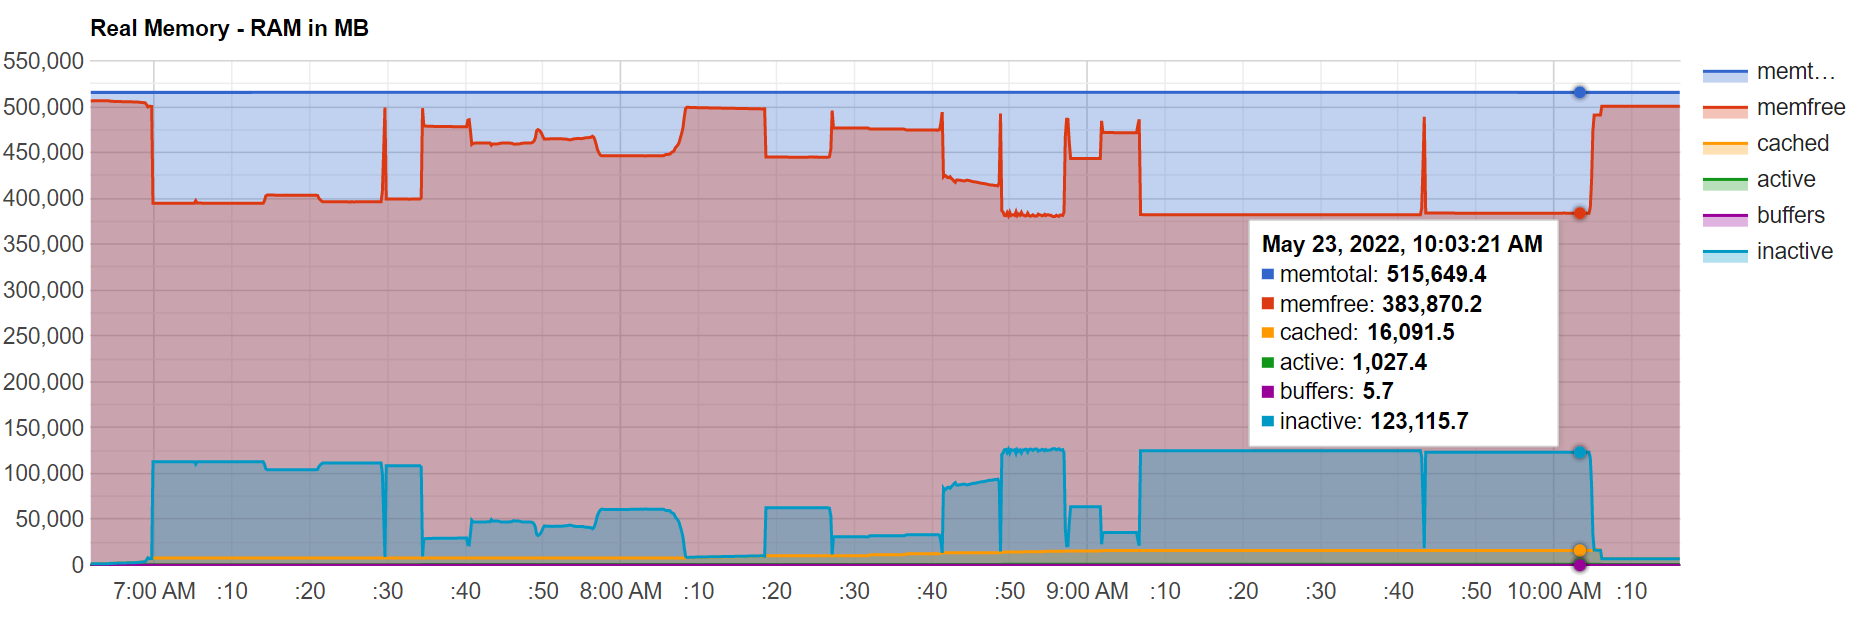 Real Memory - RAM in MB
550,000
500,000
450,000
400,000
350,000
300,000
250,000
200,000
150,000
100,000
50,000
0
7:00 AM :10 :20 :30 :40 :50 8:00 AM :10 :20 :30 :40 :50 9:00 AM :10 :20 :30 :40 :50 10:00 AM :10
May 23, 2022, 10:03:21 AM
memtotal: 515,649.4
memfree: 383,870.2
cached: 16,091.5
active: 1,027.4
buffers: 5.7
inactive: 123,115.7
memt...
memfree
cached
active
buffers
inactive